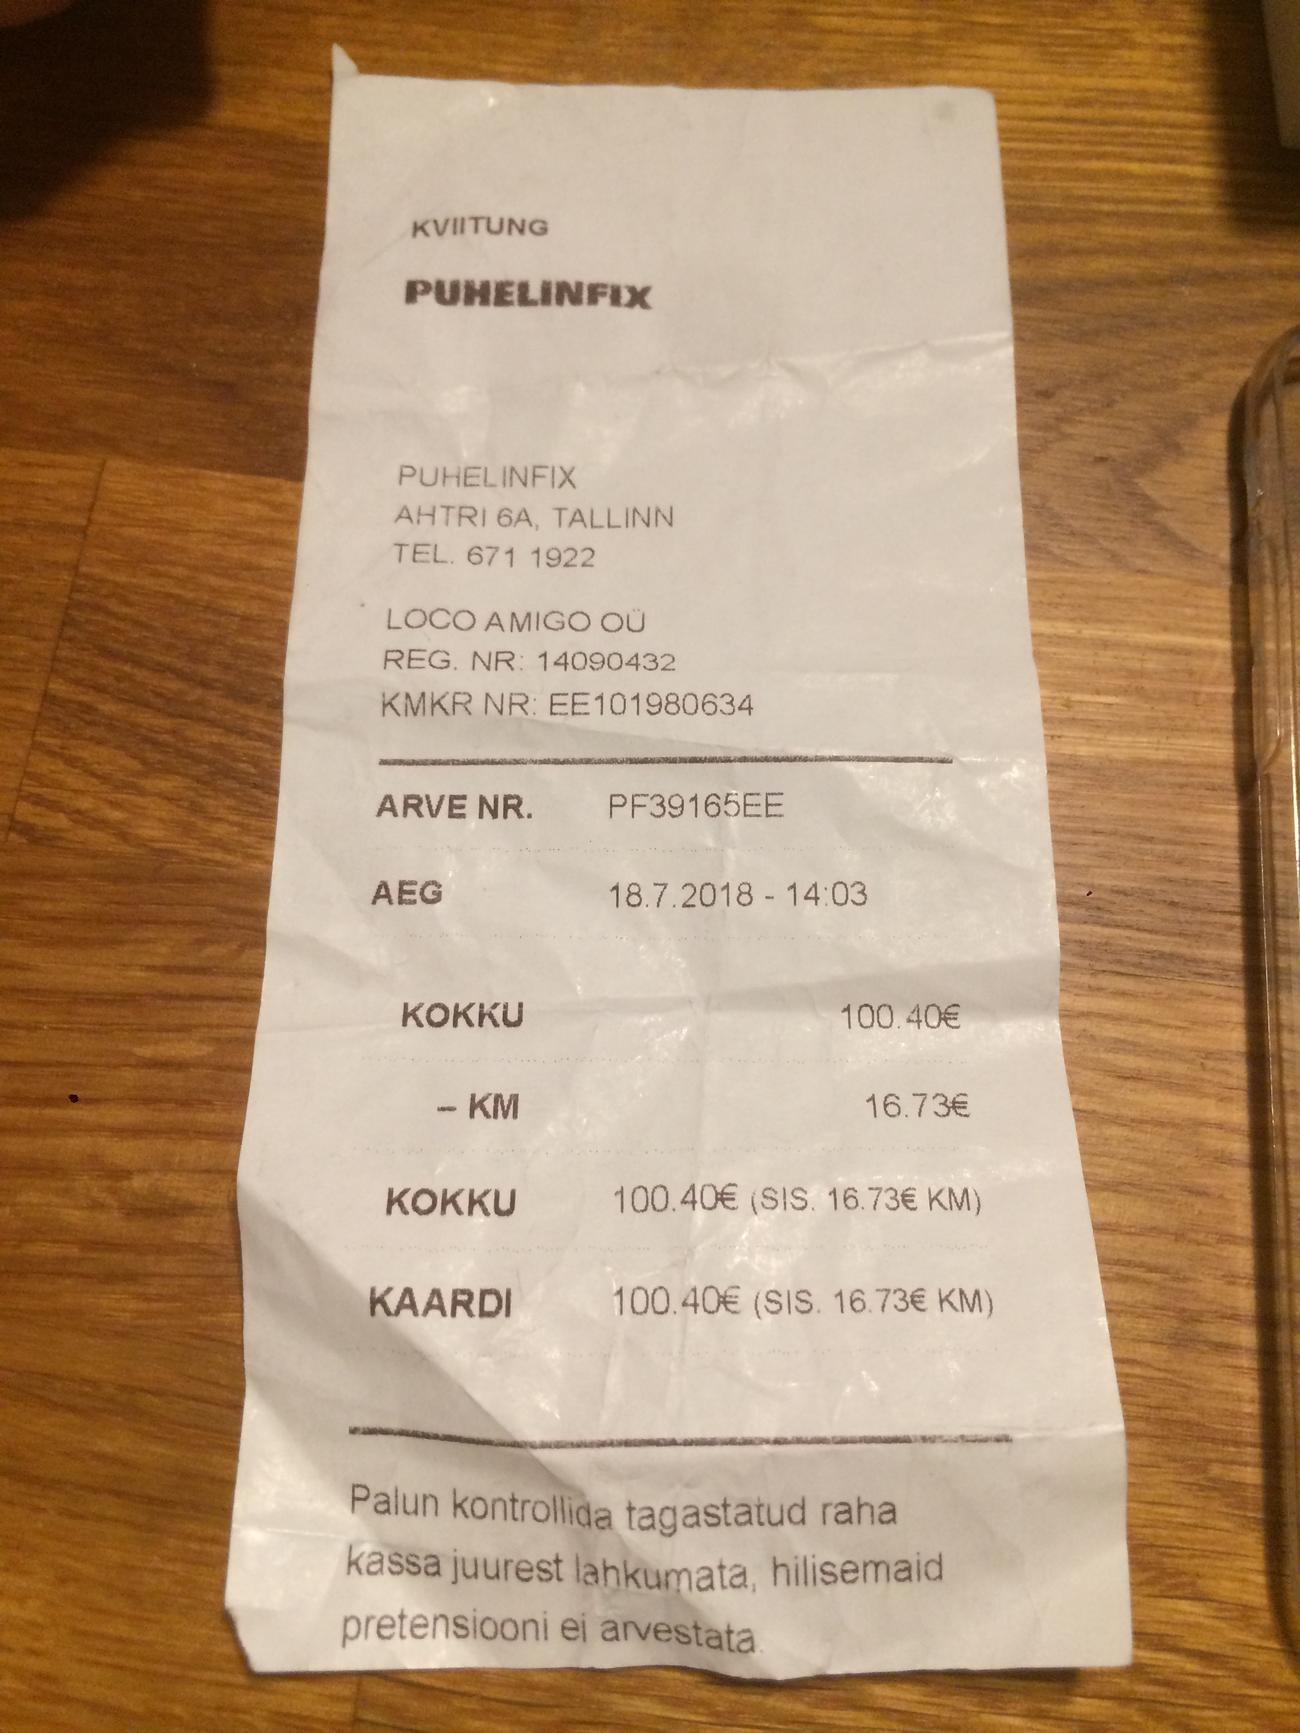 KVIITUNG
PUHELINFIX
PUHELINFIX
AHTRI 6A, TALLINN
TEL. 671 1922
LOCO AMIGO OÜ
REG. NR: 14090432
KMKR NR: EE101980634
ARVE NR. PF39165EE
AEG 18.7.2018 - 14:03
KOKKU 100.40€
– KM 16.73€
KOKKU 100.40€ (SIS. 16.73€ KM)
KAARDI 100.40€ (SIS. 16.73€ KM)
Palun kontrollida tagastatud raha
kassa juurest lahkumata, hilisemaid
pretensiooni ei arvestata.